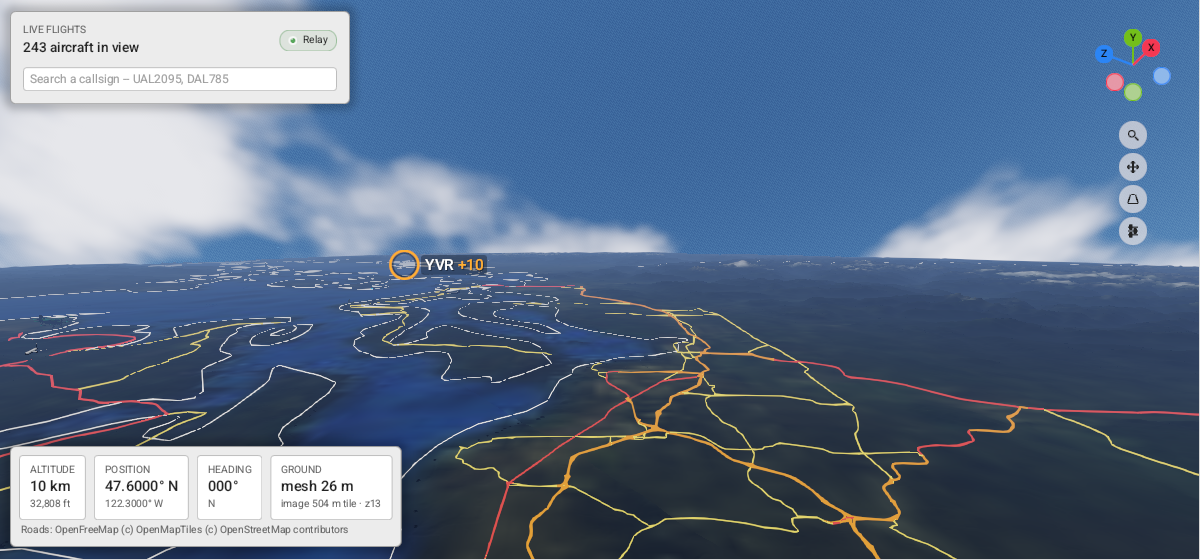 LIVE FLIGHTS
243 aircraft in view
Relay
Search a callsign – UAL2095, DAL785
Y
Z
X
YVR +10
ALTITUDE
10 km
32,808 ft
POSITION
47.6000° N
122.3000° W
HEADING
000°
N
GROUND
mesh 26 m
image 504 m tile · z13
Roads: OpenFreeMap (c) OpenMapTiles (c) OpenStreetMap contributors